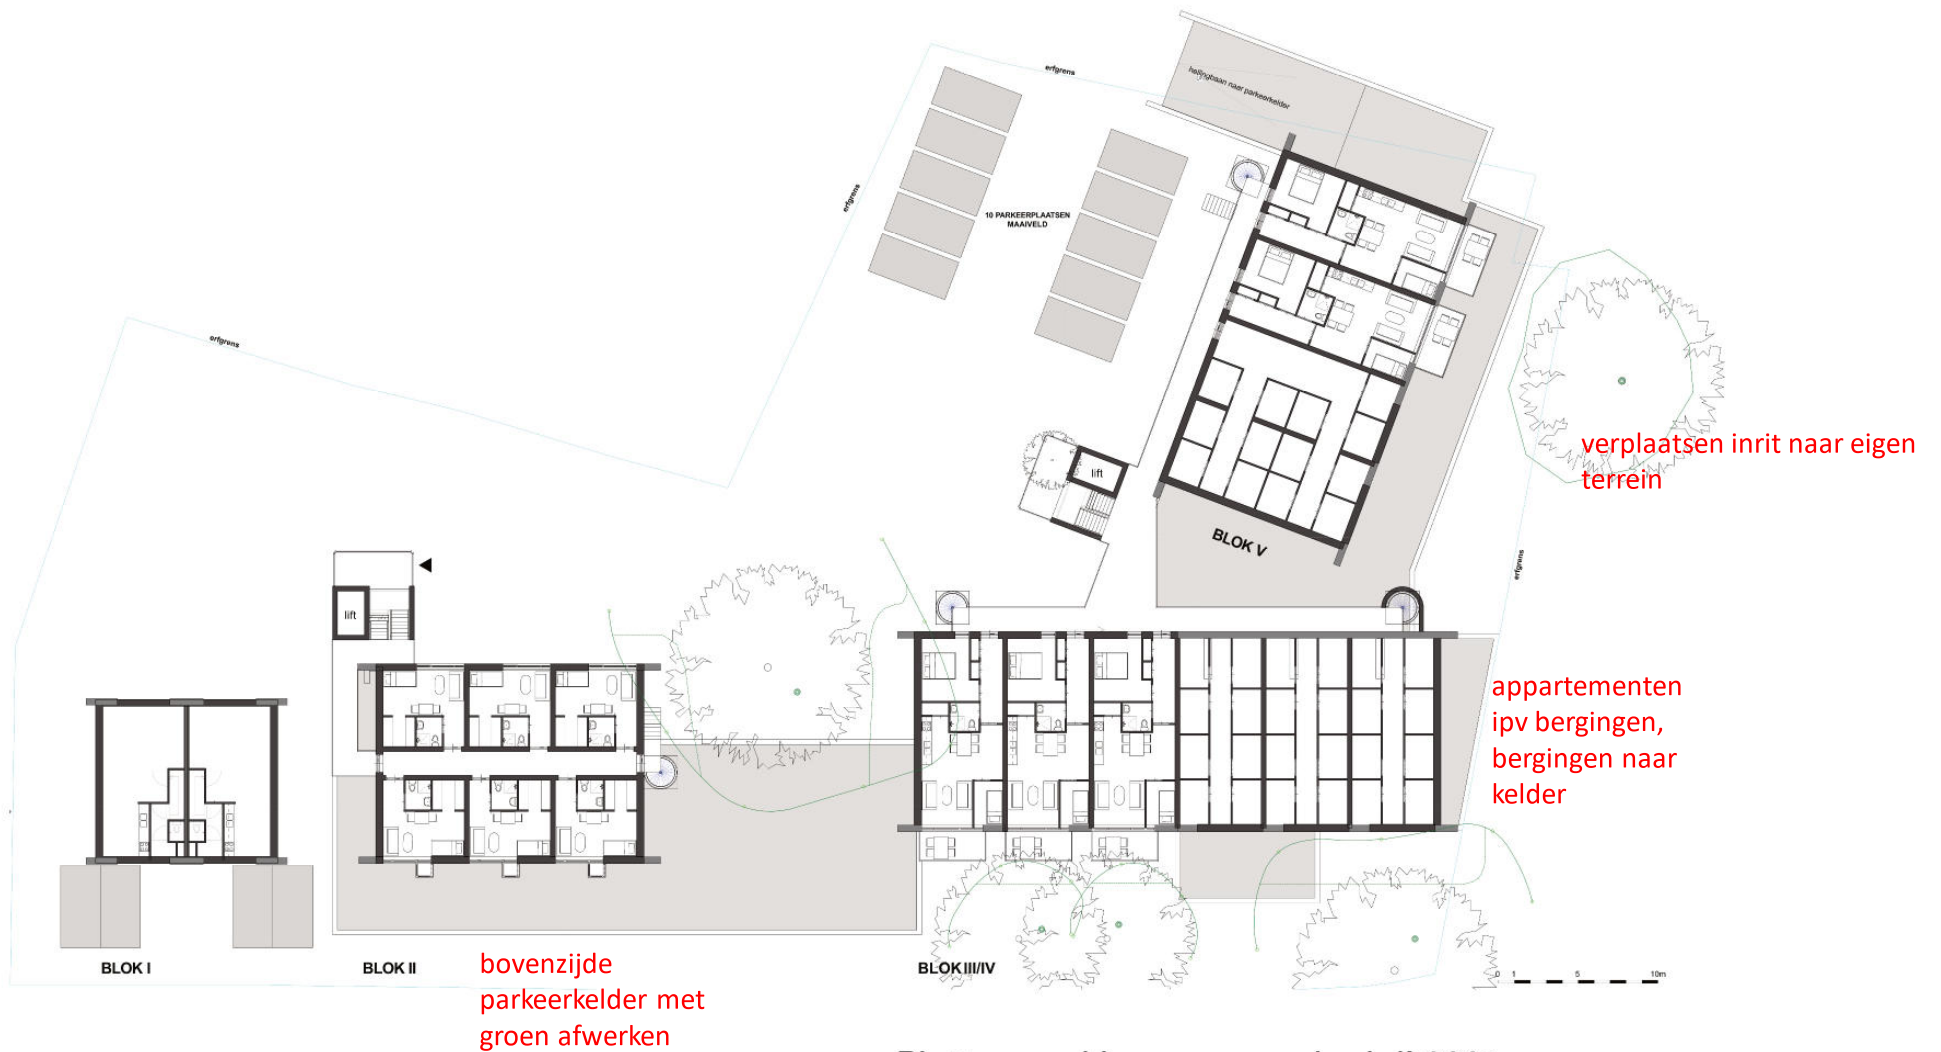 erfgrens
hellingbaan naar parkeerkelder
erfgrens
10 PARKEERPLAATSEN
MAAIVELD
erfgrens
verplaatsen inrit naar eigen
terrein
lift
BLOK V
erfgrens
lift
appartementen
ipv bergingen,
bergingen naar
kelder
BLOK I
BLOK II
BLOK III/IV
bovenzijde
parkeerkelder met
groen afwerken
0 1 5 10m